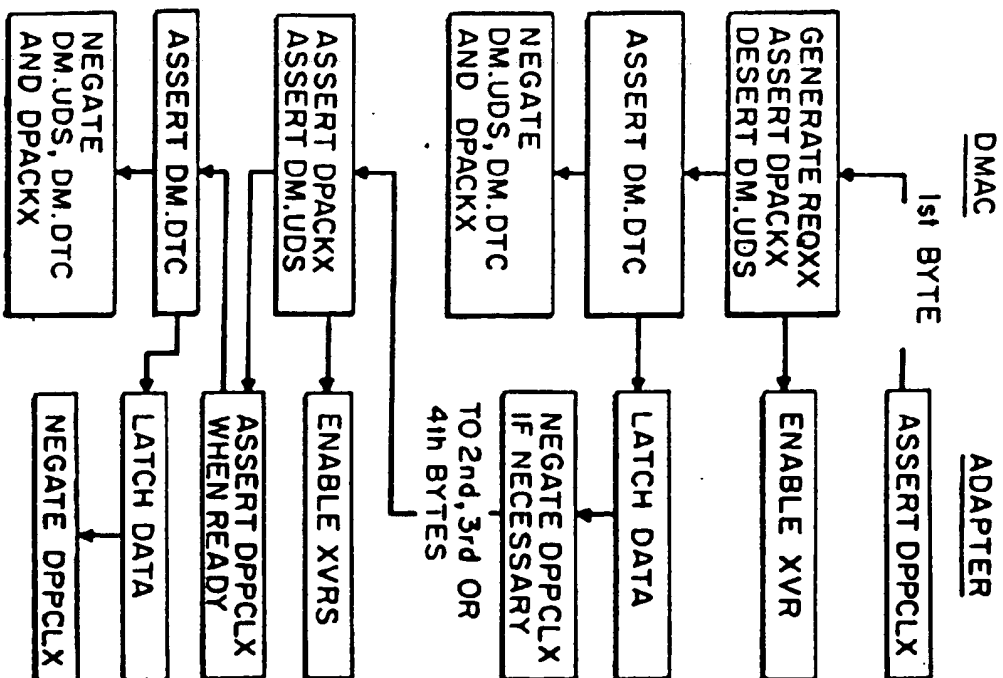 DMAC
ADAPTER
1st BYTE
ASSERT DPPCLX
GENERATE REQXX
ASSERT DPACKX
DESERT DM.UDS
ENABLE XVR
ASSERT DM.DTC
LATCH DATA
NEGATE
DM.UDS, DM.DTC
AND DPACKX
NEGATE DPPCLX
IF NECESSARY
TO 2nd, 3rd OR
4th BYTES
ASSERT DPACKX
ASSERT DM.UDS
ENABLE XVRS
ASSERT DPPCLX
WHEN READY
ASSERT DM.DTC
LATCH DATA
NEGATE
DM.UDS, DM.DTC
AND DPACKX
NEGATE DPPCLX